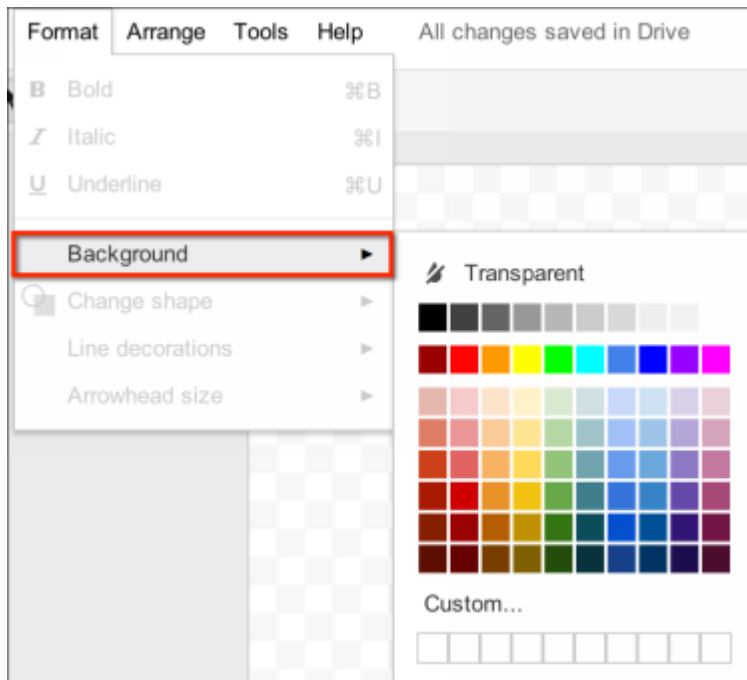 Format Arrange Tools Help All changes saved in Drive
B Bold ⌘B
I Italic ⌘I
U Underline ⌘U
Background ►
Change shape ►
Line decorations ►
Arrowhead size ►
Transparent
Custom...